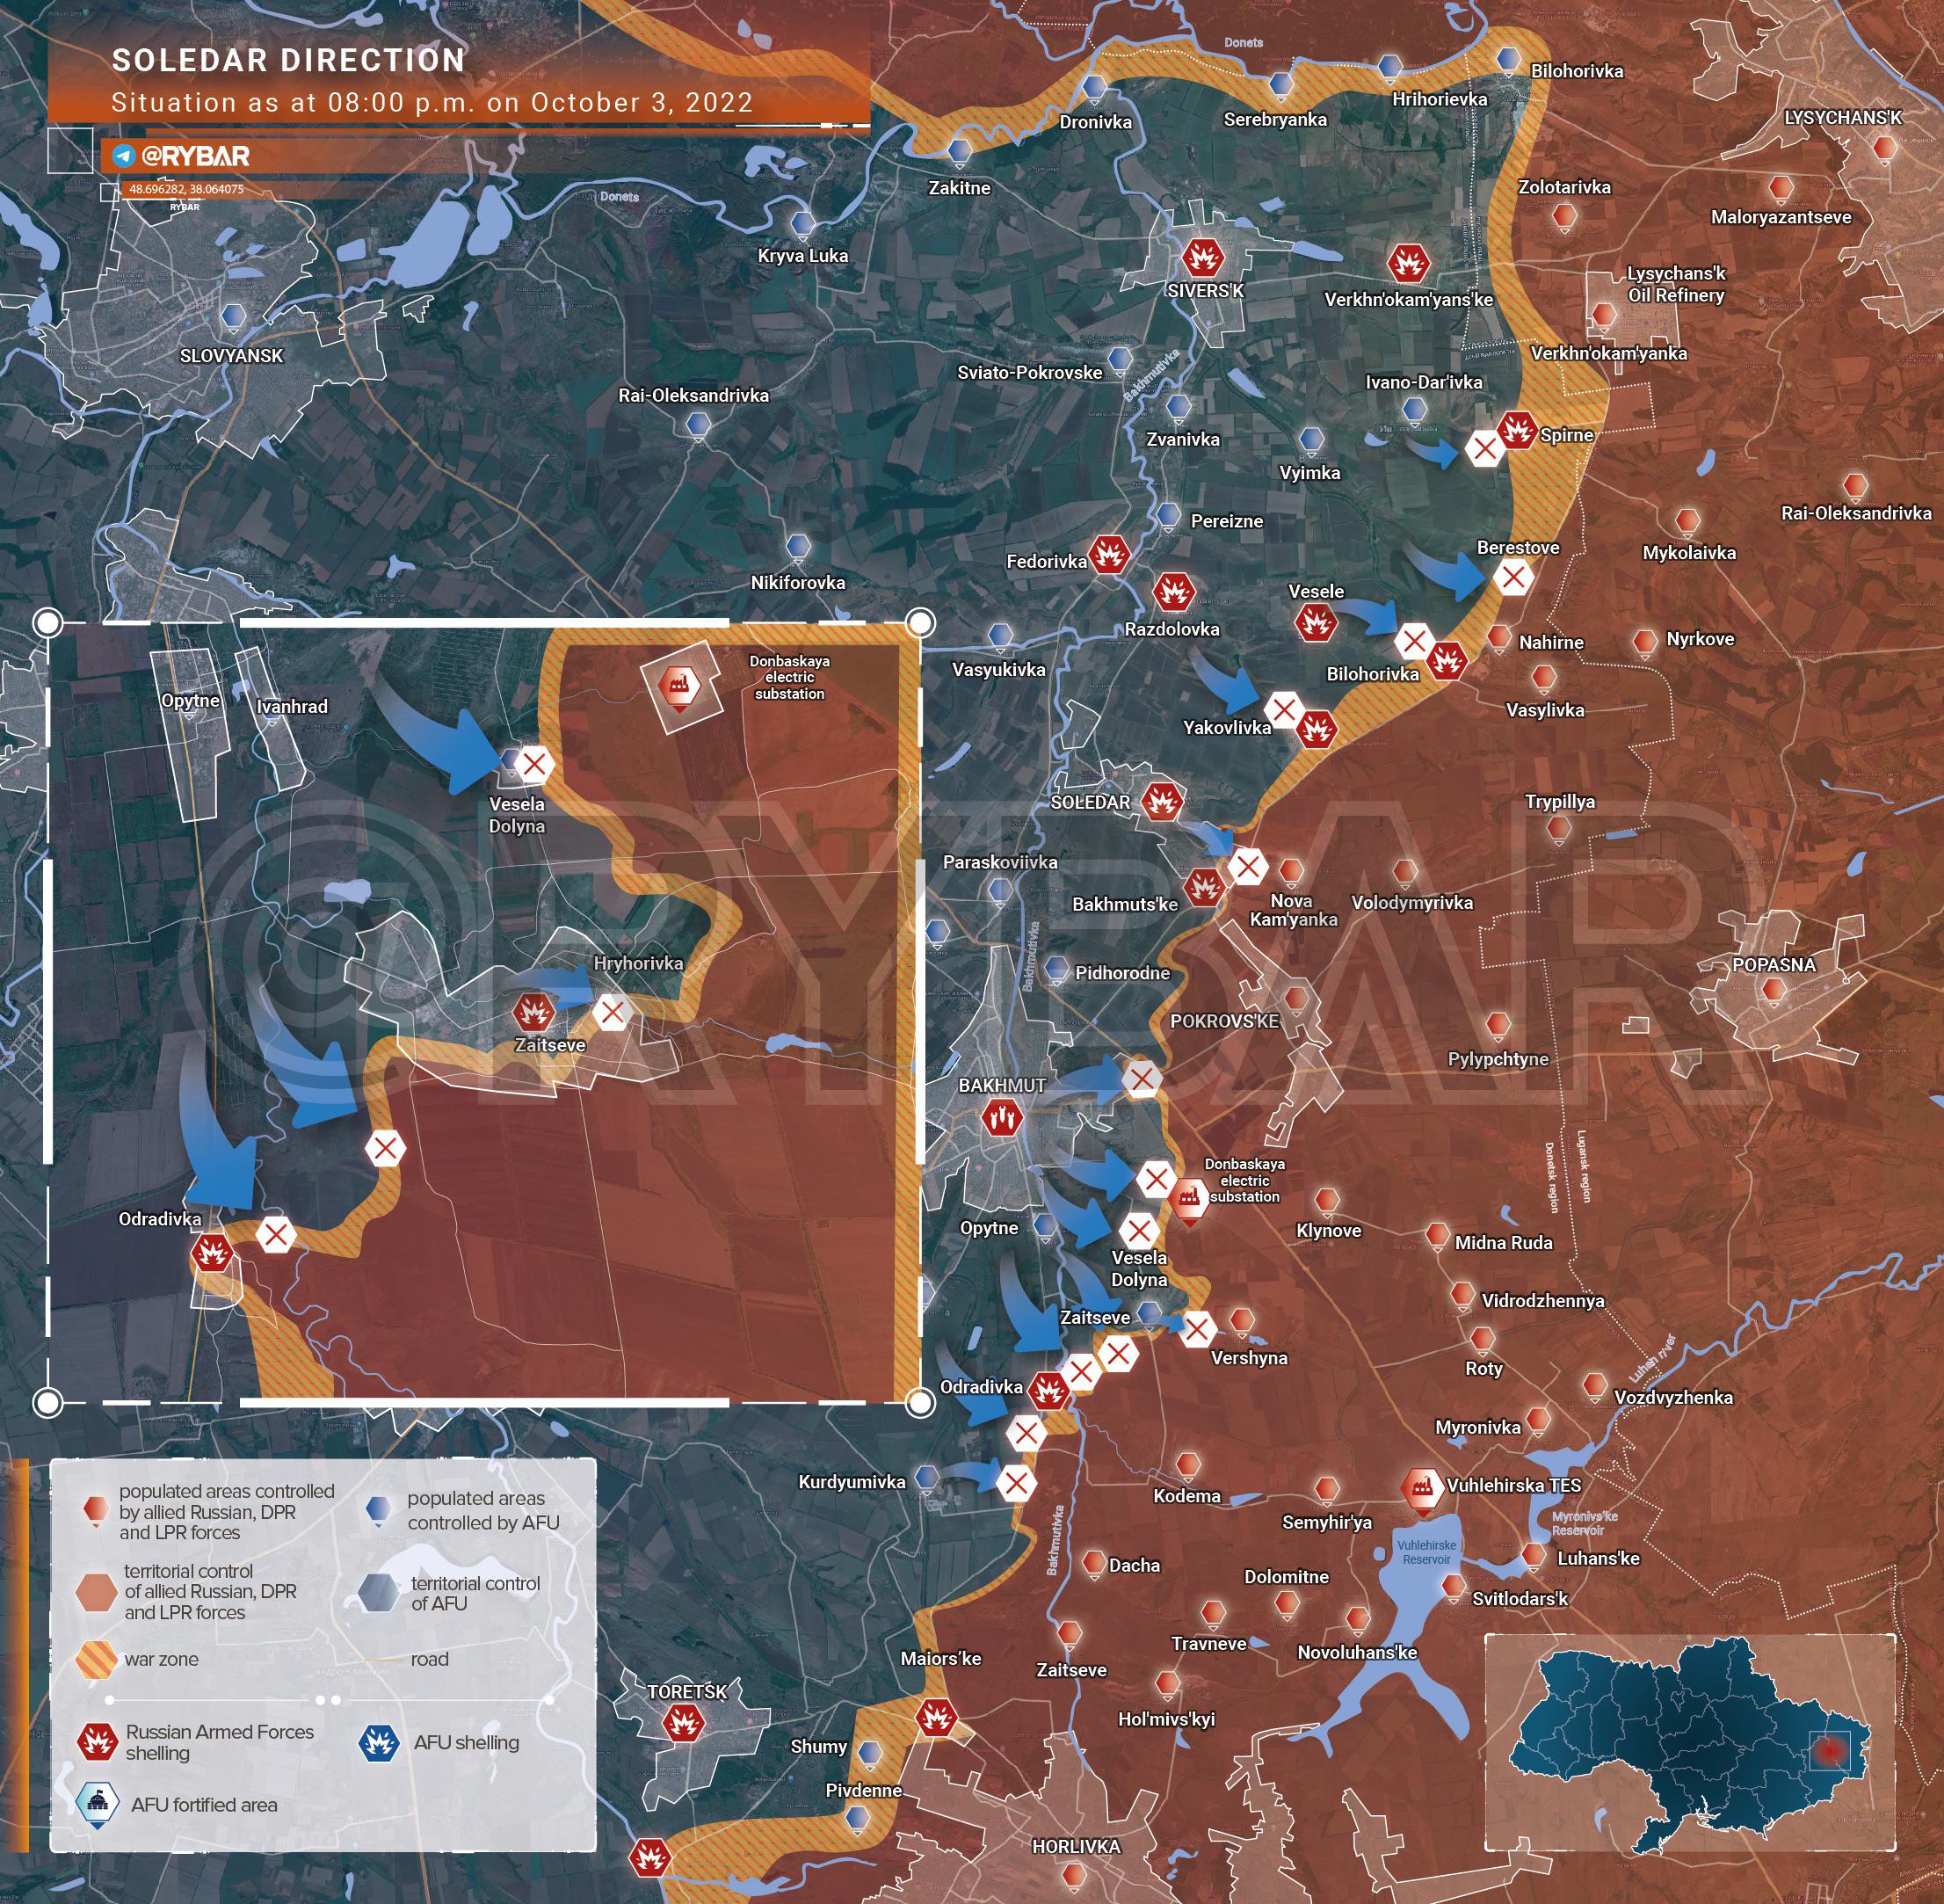 SOLEDAR DIRECTION
Situation as at 08:00 p.m. on October 3, 2022
@RYBAR
48.696282, 38.064075
RYBAR
Donets
Bilohorivka
Hrihorievka
Serebryanka
Dronivka
LYSYCHANS'K
Donets
Zakitne
Zolotarivka
Maloryazantseve
Kryva Luka
SIVERS'K
Verkhn'okam'yans'ke
Lysychans'k
Oil Refinery
SLOVYANSK
Verkhn'okam'yanka
Sviato-Pokrovske
Bakhmutivka
Ivano-Dar'ivka
Rai-Oleksandrivka
Zvanivka
Spirne
Vyimka
Rai-Oleksandrivka
Pereizne
Mykolaivka
Berestove
Fedorivka
Nikiforovka
Vesele
Razdolovka
Nahirne
Nyrkove
Vasyukivka
Bilohorivka
Vasylivka
Yakovlivka
Donbaskaya
electric
substation
Opytne
Ivanhrad
Vesela
Dolyna
Hryhorivka
Zaitseve
Odradivka
SOLEDAR
Trypillya
Paraskoviivka
Bakhmuts'ke
Nova
Kam'yanka
Volodymyrivka
Bakhmutivka
Pidhorodne
POPASNA
POKROVS'KE
Pylypchtyne
©RYBAR
BAKHMUT
Donetsk region
Lugansk region
Donbaskaya
electric
substation
Opytne
Klynove
Midna Ruda
Vesela
Dolyna
Vidrodzhennya
Zaitseve
Vershyna
Roty
Luhan river
Odradivka
Vozdvyzhenka
Myronivka
Kurdyumivka
Kodema
Vuhlehirska TES
Semyhir'ya
Myronivs'ke
Reservoir
Vuhlehirske
Reservoir
Bakhmutivka
Dacha
Luhans'ke
Dolomitne
Svitlodars'k
Travneve
Novoluhans'ke
Maiors'ke
Zaitseve
TORETSK
Hol'mivs'kyi
Shumy
Pivdenne
HORLIVKA
populated areas controlled
by allied Russian, DPR
and LPR forces
populated areas
controlled by AFU
territorial control
of allied Russian, DPR
and LPR forces
territorial control
of AFU
war zone
road
Russian Armed Forces
shelling
AFU shelling
AFU fortified area